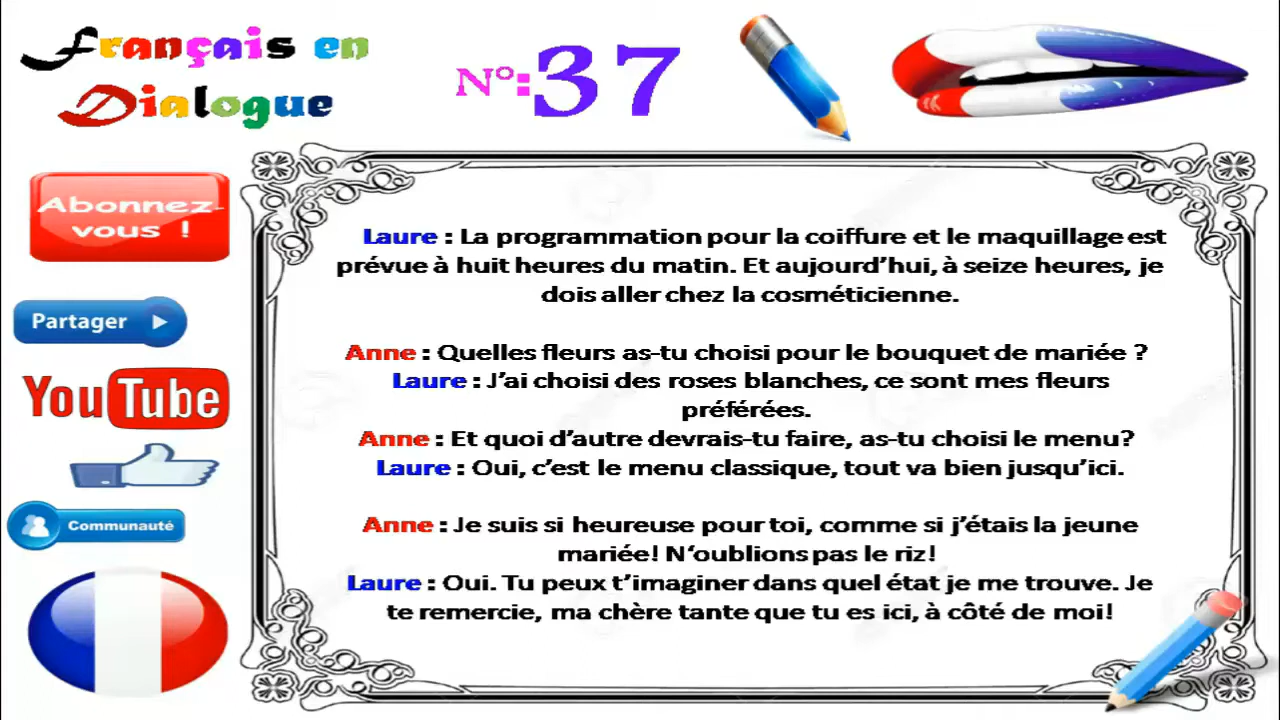 Français en
Dialogue
N°:37
Abonnez-
vous !
Partager
YouTube
Communauté
Laure : La programmation pour la coiffure et le maquillage est
prévue à huit heures du matin. Et aujourd’hui, à seize heures, je
dois aller chez la cosméticienne.
Anne : Quelles fleurs as-tu choisi pour le bouquet de mariée ?
Laure : J’ai choisi des roses blanches, ce sont mes fleurs
préférées.
Anne : Et quoi d’autre devrais-tu faire, as-tu choisi le menu?
Laure : Oui, c’est le menu classique, tout va bien jusqu’ici.
Anne : Je suis si heureuse pour toi, comme si j’étais la jeune
mariée! N‘oublions pas le riz!
Laure : Oui. Tu peux t’imaginer dans quel état je me trouve. Je
te remercie, ma chère tante que tu es ici, à côté de moi!